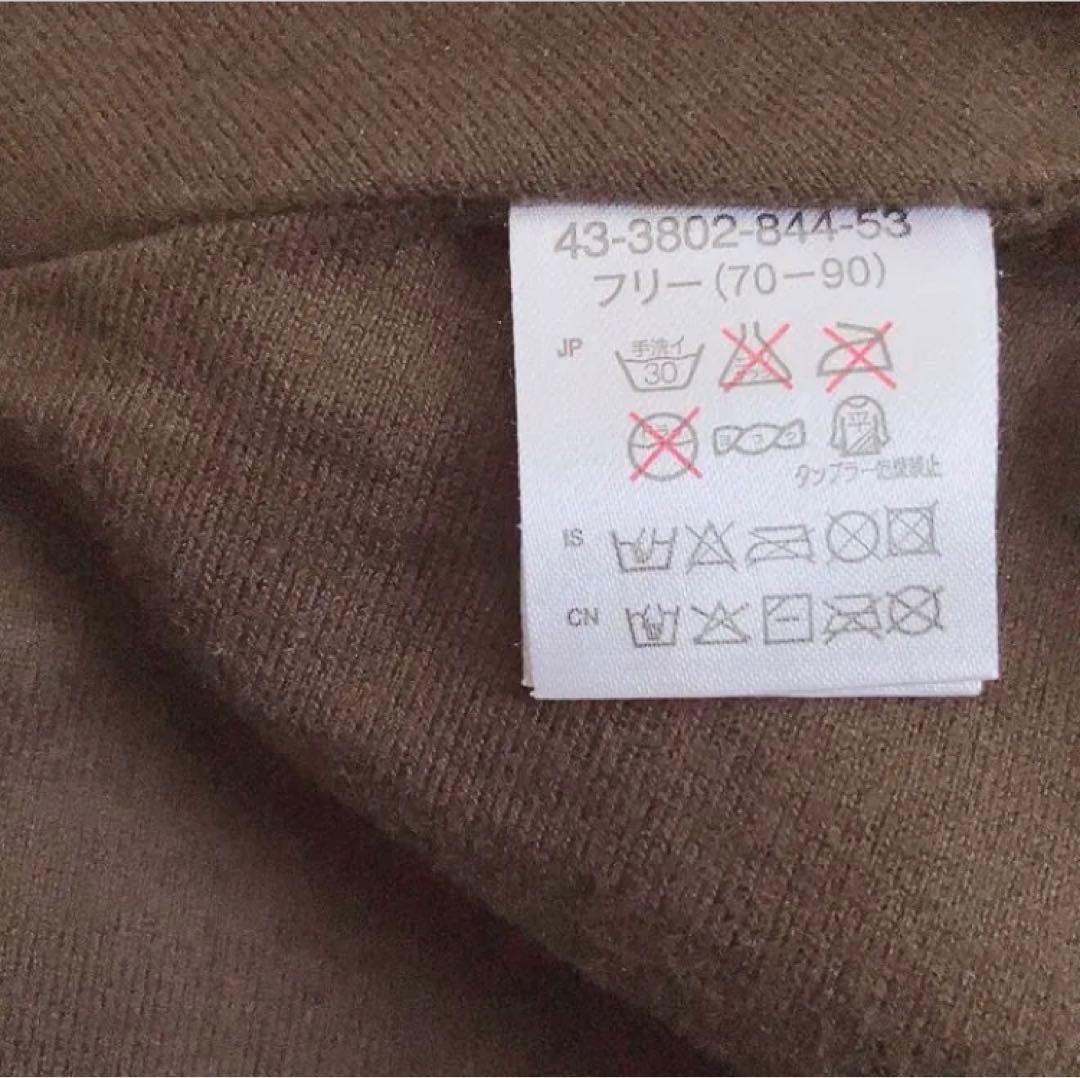 43-3802-844-53
フリー(70ー90)
JP
手洗イ
30
平
タンブラー乾燥禁止
IS
CN